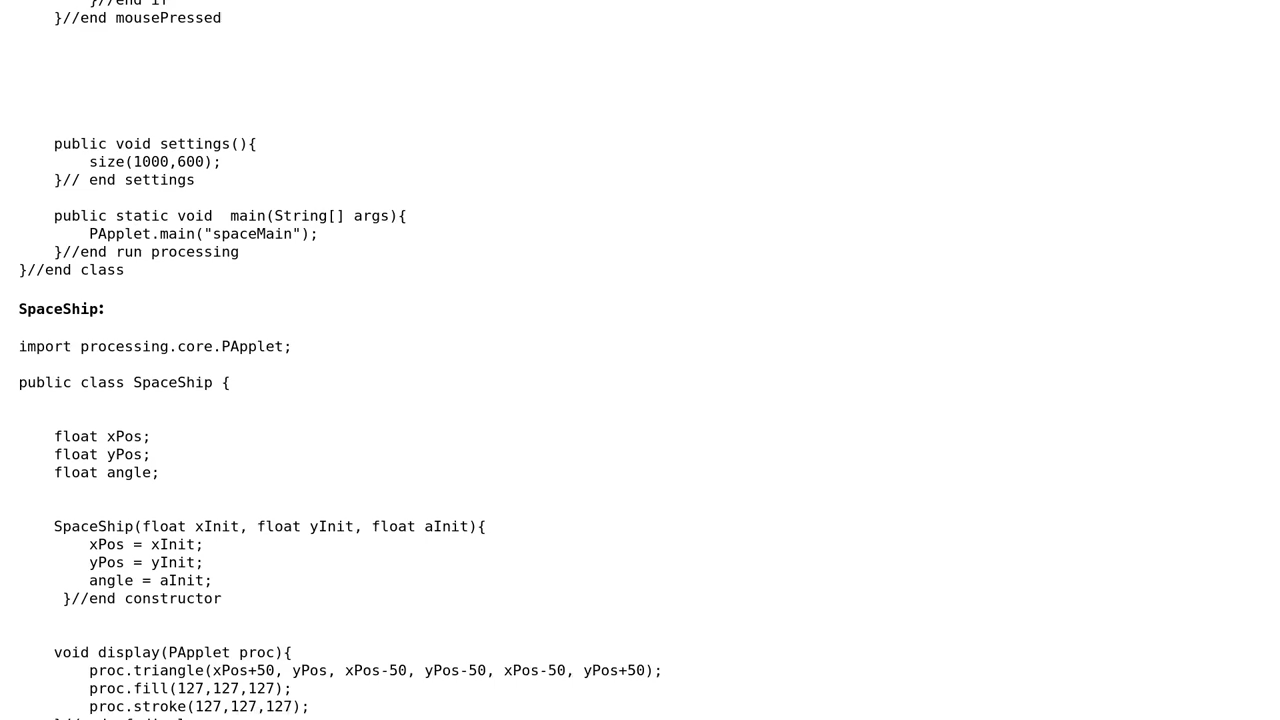 }//end if
}//end mousePressed
public void settings(){
size(1000,600);
}// end settings
public static void  main(String[] args){
PApplet.main("spaceMain");
}//end run processing
}//end class
SpaceShip:
import processing.core.PApplet;
public class SpaceShip {
float xPos;
float yPos;
float angle;
SpaceShip(float xInit, float yInit, float aInit){
xPos = xInit;
yPos = yInit;
angle = aInit;
}//end constructor
void display(PApplet proc){
proc.triangle(xPos+50, yPos, xPos-50, yPos-50, xPos-50, yPos+50);
proc.fill(127,127,127);
proc.stroke(127,127,127);